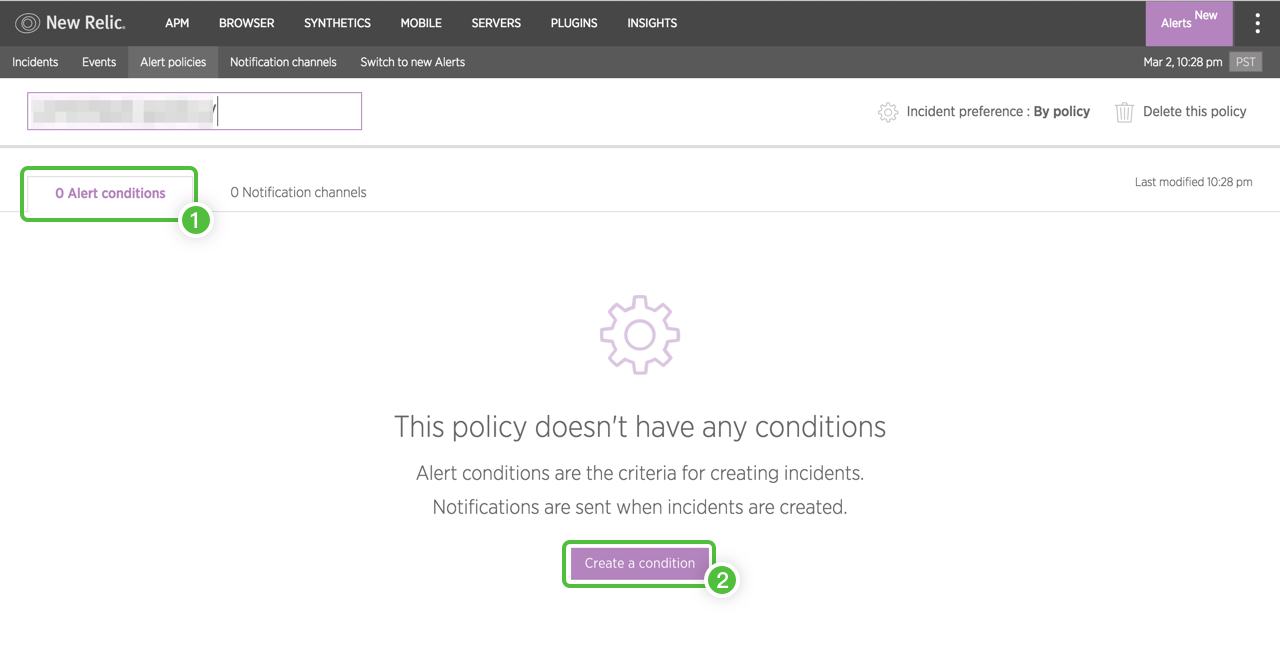 New Relic. APM BROWSER SYNTHETICS MOBILE SERVERS PLUGINS INSIGHTS Alerts New
Incidents Events Alert policies Notification channels Switch to new Alerts Mar 2, 10:28 pm PST
Incident preference : By policy Delete this policy
0 Alert conditions 0 Notification channels Last modified 10:28 pm
1
This policy doesn't have any conditions
Alert conditions are the criteria for creating incidents.
Notifications are sent when incidents are created.
Create a condition
2